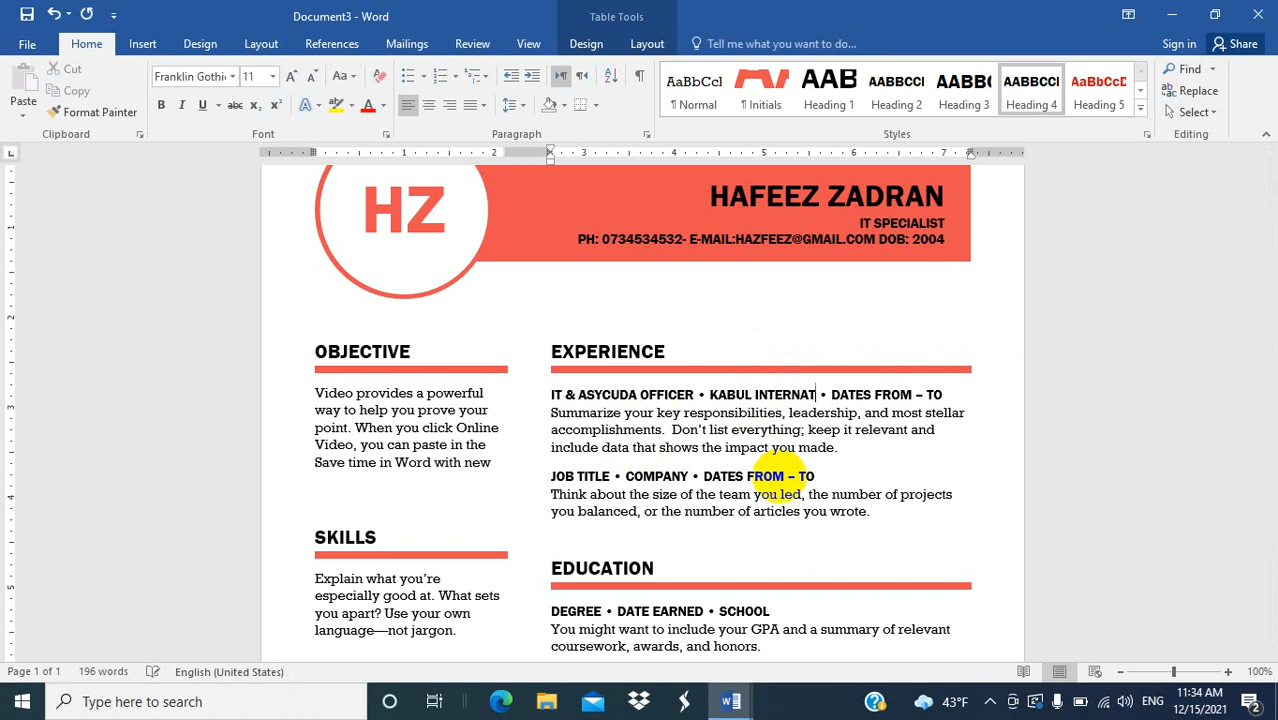 Document3 - Word
Table Tools
File
Home
Insert
Design
Layout
References
Mailings
Review
View
Design
Layout
Tell me what you want to do...
Sign in
Share
Paste
Cut
Copy
Format Painter
Clipboard
Franklin Gothi
11
Font
Paragraph
AaBbCcl
¶ Normal
¶ Initials
AAB
Heading 1
AABBCCI
Heading 2
AABB
Heading 3
AABBCCI
Heading 4
AABBCCD
Heading 5
Styles
Find
Replace
Select
Editing
HZ
HAFEEZ ZADRAN
IT SPECIALIST
PH: 0734534532- E-MAIL:HAZFEEZ@GMAIL.COM DOB: 2004
OBJECTIVE
Video provides a powerful
way to help you prove your
point. When you click Online
Video, you can paste in the
Save time in Word with new
SKILLS
Explain what you’re
especially good at. What sets
you apart? Use your own
language—not jargon.
EXPERIENCE
IT & ASYCUDA OFFICER • KABUL INTERNAT • DATES FROM – TO
Summarize your key responsibilities, leadership, and most stellar
accomplishments.  Don’t list everything; keep it relevant and
include data that shows the impact you made.
JOB TITLE • COMPANY • DATES FROM – TO
Think about the size of the team you led, the number of projects
you balanced, or the number of articles you wrote.
EDUCATION
DEGREE • DATE EARNED • SCHOOL
You might want to include your GPA and a summary of relevant
coursework, awards, and honors.
Page 1 of 1
196 words
English (United States)
100%
Type here to search
43°F
ENG
11:34 AM
12/15/2021
2